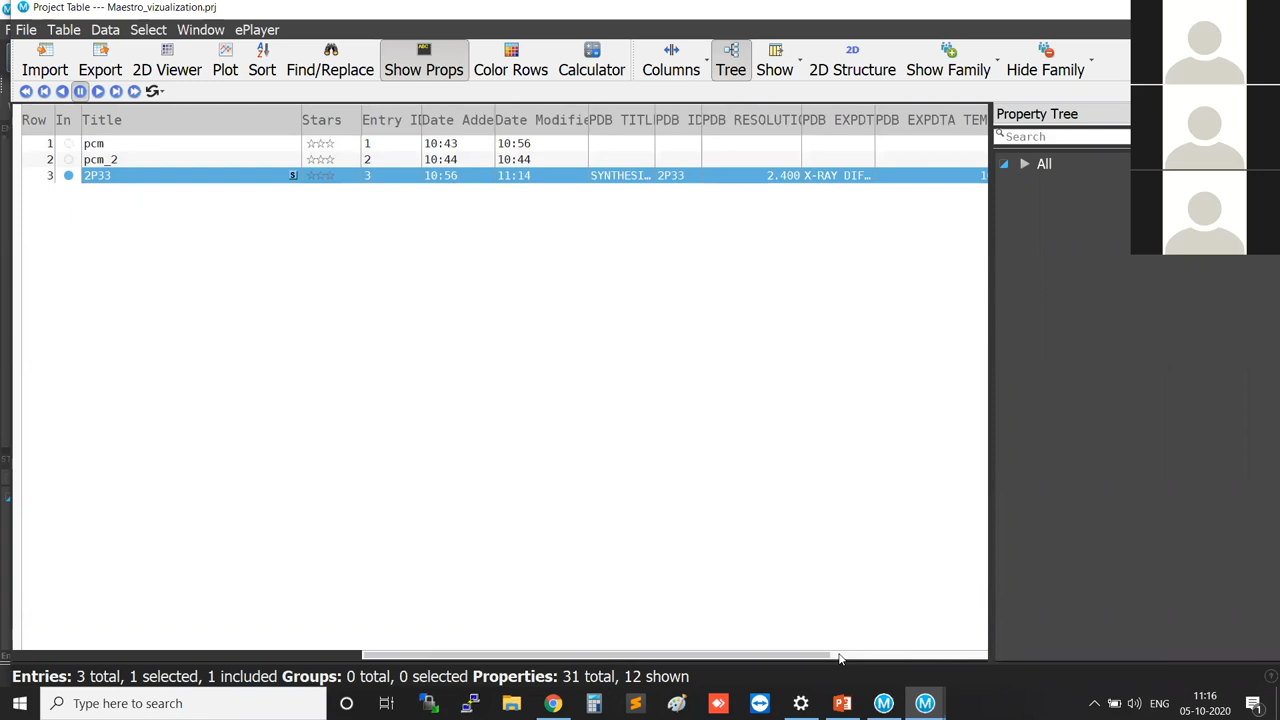 Project Table --- Maestro_vizualization.prj
File Table Data Select Window ePlayer
Import Export 2D Viewer Plot Sort Find/Replace Show Props Color Rows Calculator Columns Tree Show 2D Structure Show Family Hide Family
Row In Title Stars Entry I Date Adde Date Modifie PDB TITL PDB I PDB RESOLUTI PDB EXPDT PDB EXPDTA TEM
1 pcm ☆☆☆ 1 10:43 10:56
2 pcm_2 ☆☆☆ 2 10:44 10:44
3 2P33 S ☆☆☆ 3 10:56 11:14 SYNTHESI... 2P33 2.400 X-RAY DIF... 1
Property Tree
Search
All
Entries: 3 total, 1 selected, 1 included Groups: 0 total, 0 selected Properties: 31 total, 12 shown
Type here to search
ENG
11:16
05-10-2020